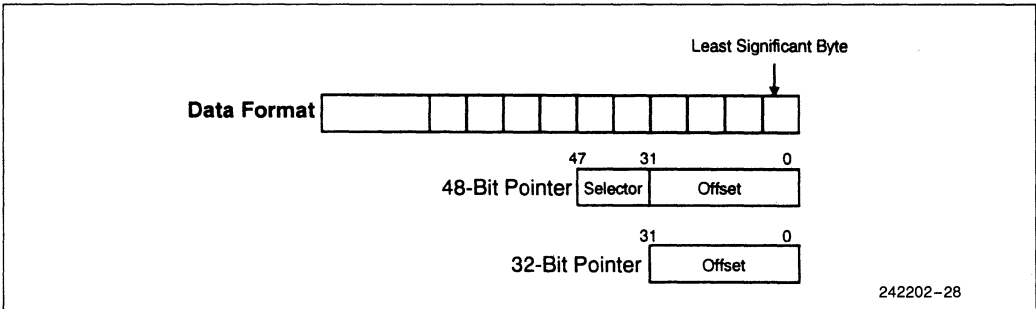 Least Significant Byte
Data Format
47 31 0
48-Bit Pointer Selector Offset
31 0
32-Bit Pointer Offset
242202-28